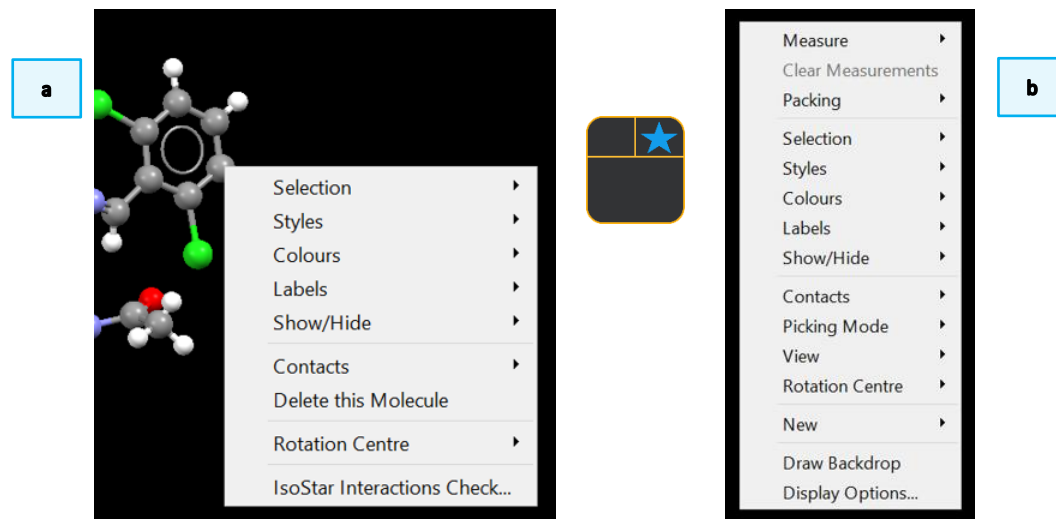 a
Selection
Styles
Colours
Labels
Show/Hide
Contacts
Delete this Molecule
Rotation Centre
IsoStar Interactions Check...
b
Measure
Clear Measurements
Packing
Selection
Styles
Colours
Labels
Show/Hide
Contacts
Picking Mode
View
Rotation Centre
New
Draw Backdrop
Display Options...